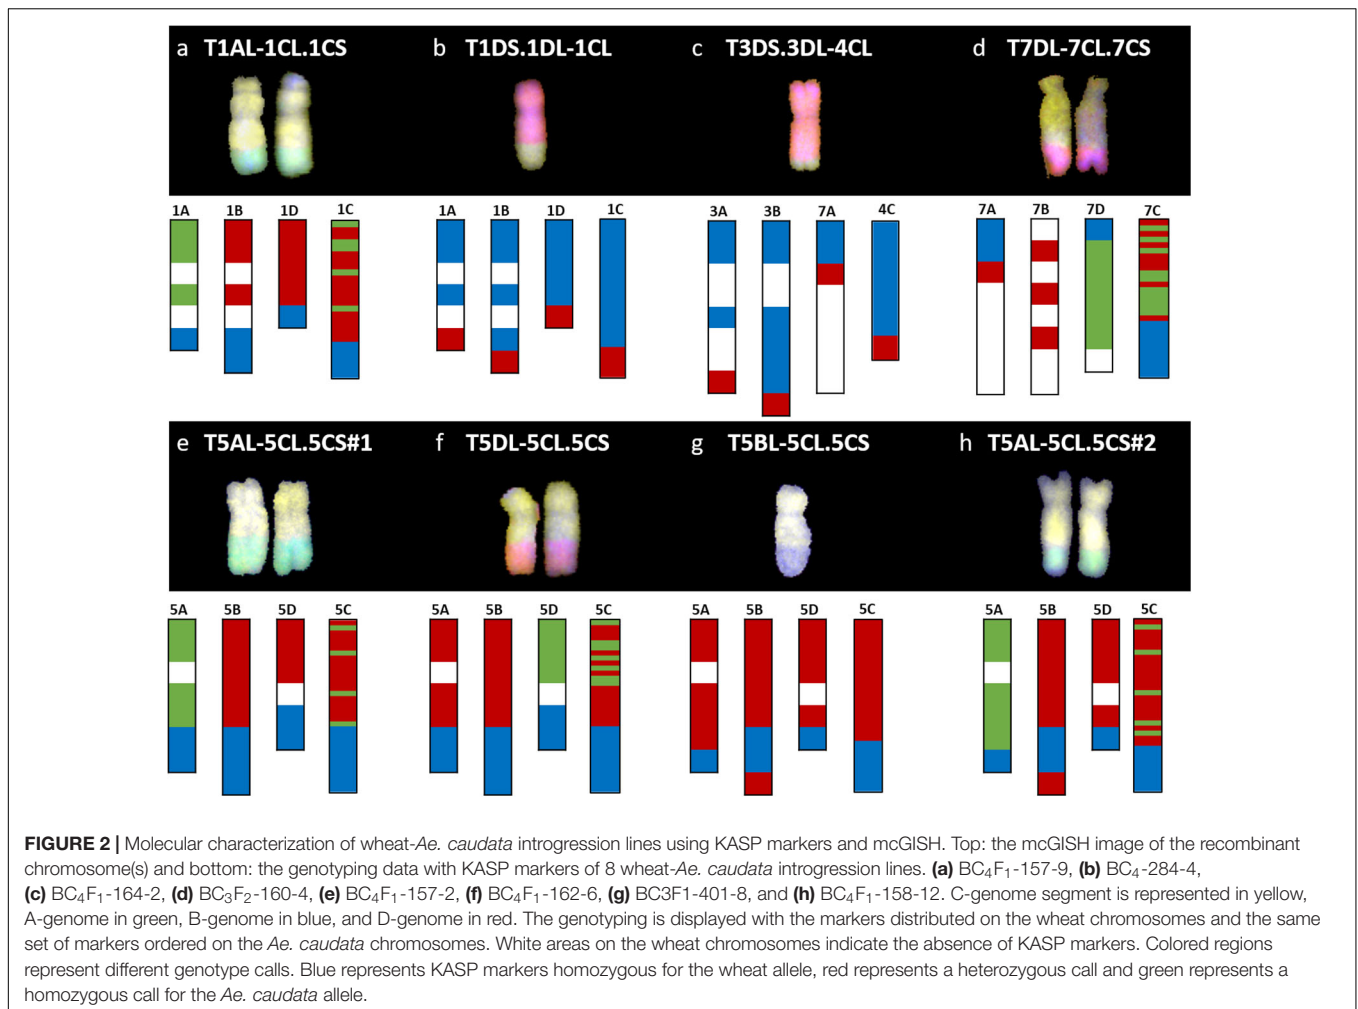 a T1AL-1CL.1CS b T1DS.1DL-1CL c T3DS.3DL-4CL d T7DL-7CL.7CS
1A 1B 1D 1C 1A 1B 1D 1C 3A 3B 7A 4C 7A 7B 7D 7C
e T5AL-5CL.5CS#1 f T5DL-5CL.5CS g T5BL-5CL.5CS h T5AL-5CL.5CS#2
5A 5B 5D 5C 5A 5B 5D 5C 5A 5B 5D 5C 5A 5B 5D 5C
FIGURE 2 | Molecular characterization of wheat-Ae. caudata introgression lines using KASP markers and mcGISH. Top: the mcGISH image of the recombinant
chromosome(s) and bottom: the genotyping data with KASP markers of 8 wheat-Ae. caudata introgression lines. (a) BC4F1-157-9, (b) BC4-284-4,
(c) BC4F1-164-2, (d) BC3F2-160-4, (e) BC4F1-157-2, (f) BC4F1-162-6, (g) BC3F1-401-8, and (h) BC4F1-158-12. C-genome segment is represented in yellow,
A-genome in green, B-genome in blue, and D-genome in red. The genotyping is displayed with the markers distributed on the wheat chromosomes and the same
set of markers ordered on the Ae. caudata chromosomes. White areas on the wheat chromosomes indicate the absence of KASP markers. Colored regions
represent different genotype calls. Blue represents KASP markers homozygous for the wheat allele, red represents a heterozygous call and green represents a
homozygous call for the Ae. caudata allele.